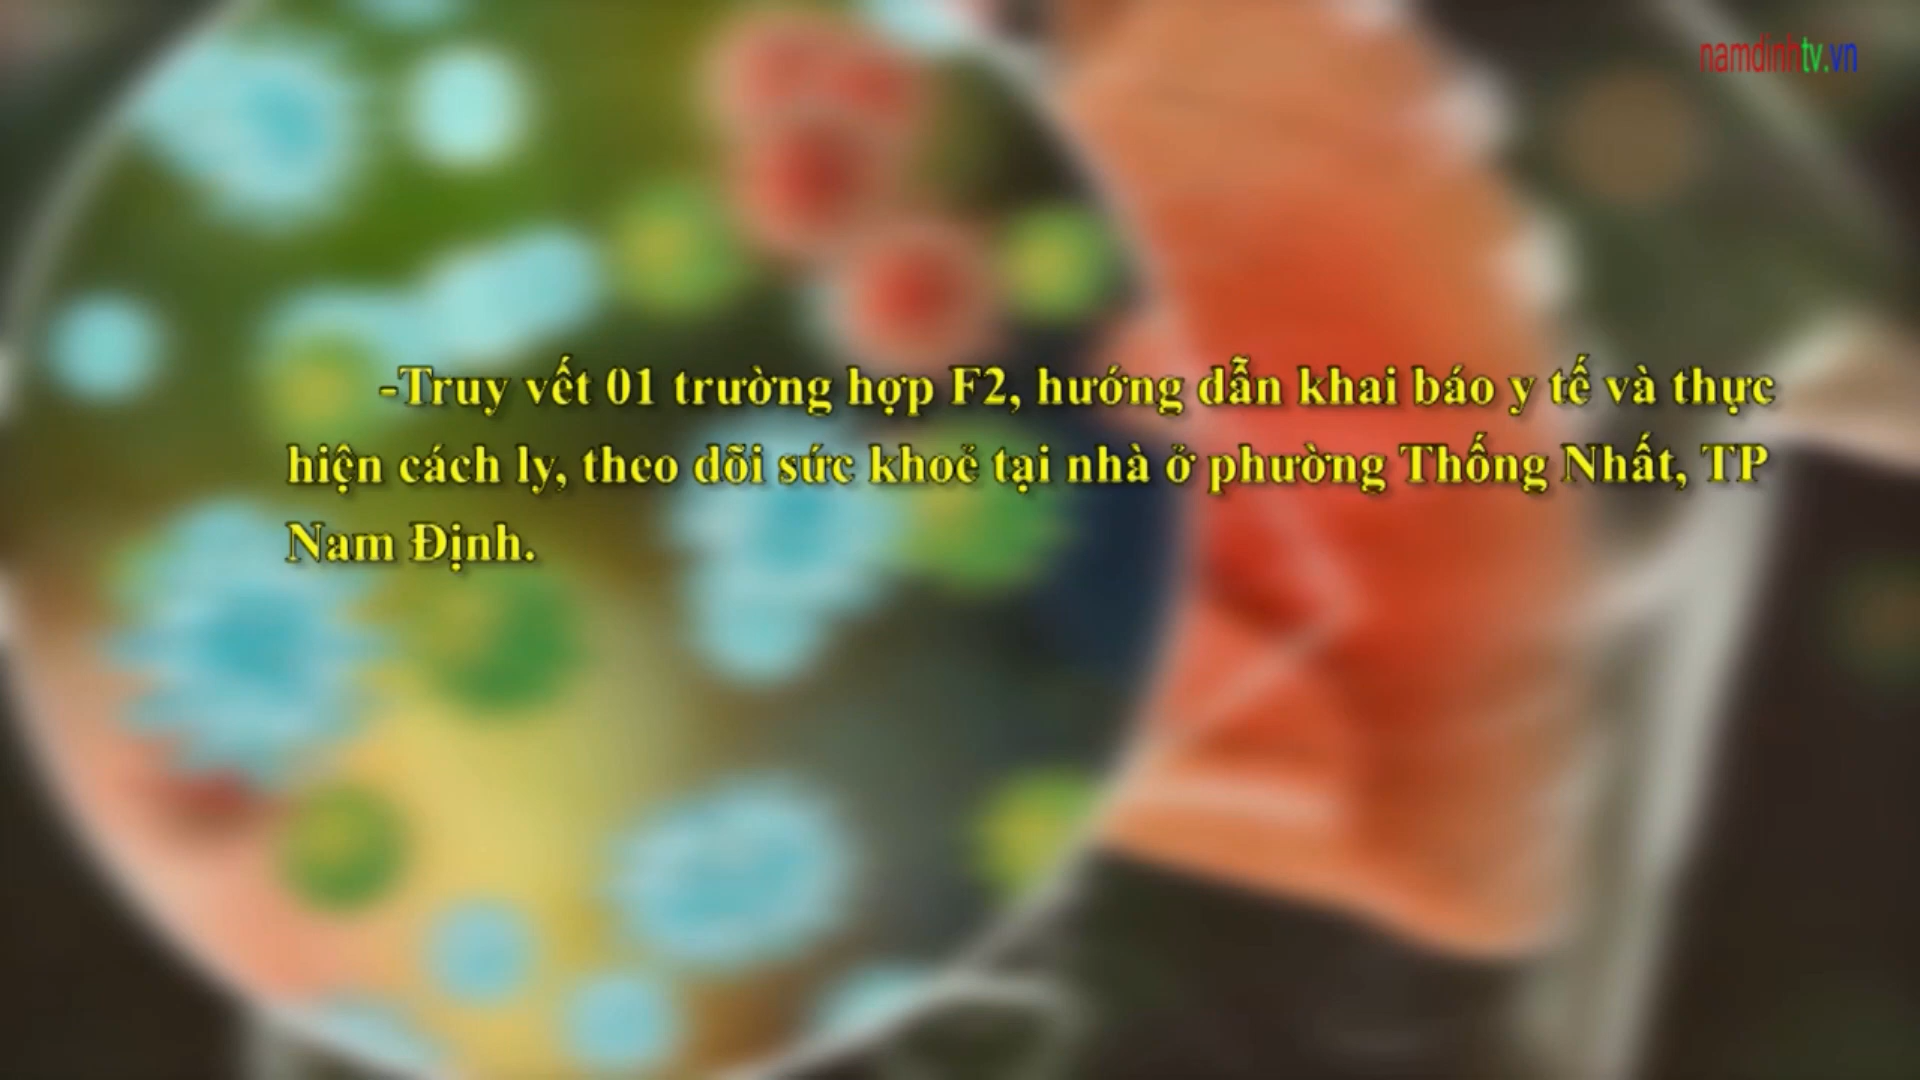 namdinhtv.vn
-Truy vết 01 trường hợp F2, hướng dẫn khai báo y tế và thực
hiện cách ly, theo dõi sức khoẻ tại nhà ở phường Thống Nhất, TP
Nam Định.